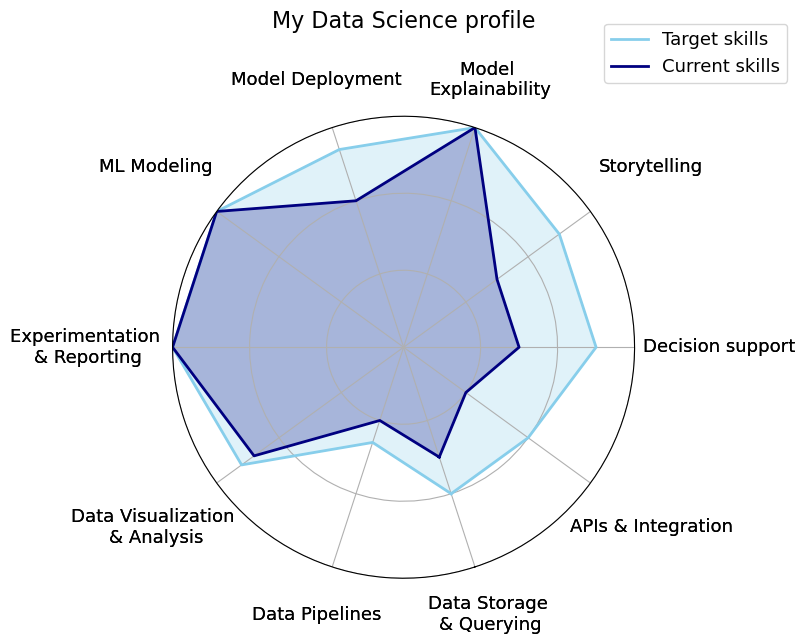 My Data Science profile
Target skills
Current skills
Model Deployment
Model
Explainability
ML Modeling
Storytelling
Experimentation
& Reporting
Decision support
Data Visualization
& Analysis
APIs & Integration
Data Pipelines
Data Storage
& Querying